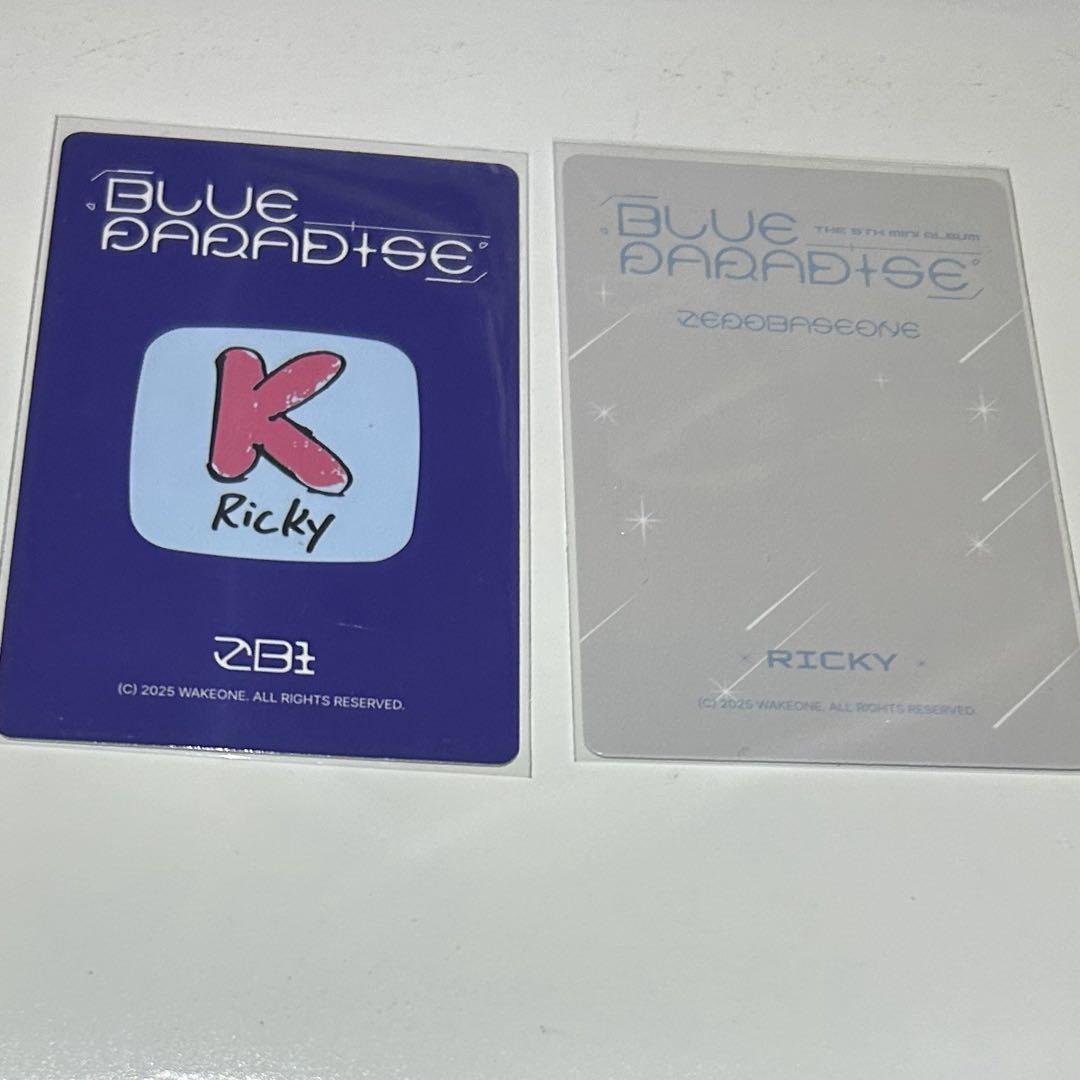 BLUE
PARADISE
K
Ricky
ZB1
(C) 2025 WAKEONE. ALL RIGHTS RESERVED.
BLUE
THE 5TH MINI ALBUM
PARADISE
ZEROBASEONE
RICKY
(C) 2025 WAKEONE. ALL RIGHTS RESERVED.